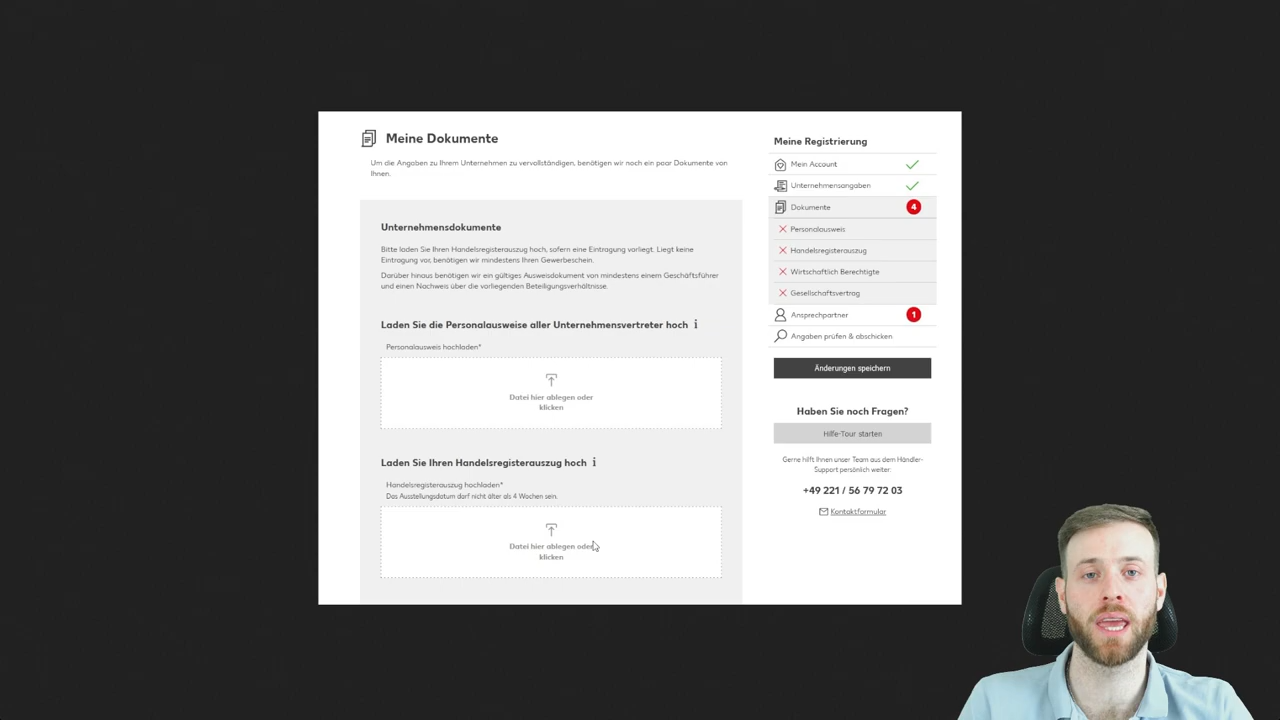 Meine Dokumente
Um die Angaben zu Ihrem Unternehmen zu vervollständigen, benötigen wir noch ein paar Dokumente von
Ihnen.
Unternehmensdokumente
Bitte laden Sie Ihren Handelsregisterauszug hoch, sofern eine Eintragung vorliegt. Liegt keine
Eintragung vor, benötigen wir mindestens Ihren Gewerbeschein.
Darüber hinaus benötigen wir ein gültiges Ausweisdokument von mindestens einem Geschäftsführer
und einen Nachweis über die vorliegenden Beteiligungsverhältnisse.
Laden Sie die Personalausweise aller Unternehmensvertreter hoch i
Personalausweis hochladen*
Datei hier ablegen oder
klicken
Laden Sie Ihren Handelsregisterauszug hoch i
Handelsregisterauszug hochladen*
Das Ausstellungsdatum darf nicht älter als 4 Wochen sein.
Datei hier ablegen oder
klicken
Meine Registrierung
Mein Account
Unternehmensangaben
Dokumente 4
Personalausweis
Handelsregisterauszug
Wirtschaftlich Berechtigte
Gesellschaftsvertrag
Ansprechpartner 1
Angaben prüfen & abschicken
Änderungen speichern
Haben Sie noch Fragen?
Hilfe-Tour starten
Gerne hilft Ihnen unser Team aus dem Händler-
Support persönlich weiter:
+49 221 / 56 79 72 03
Kontaktformular